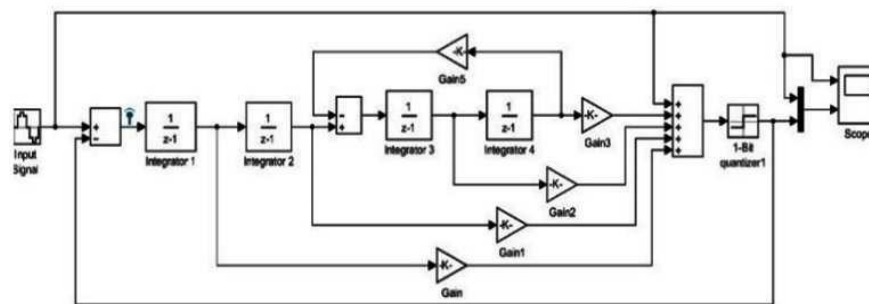 -K-
Gain5
1
z-1
Integrator 1
1
z-1
Integrator 2
1
z-1
Integrator 3
1
z-1
Integrator 4
-K-
Gain3
-K-
Gain2
-K-
Gain1
-K-
Gain
Input
Signal
1-Bit
quantizer1
Scope